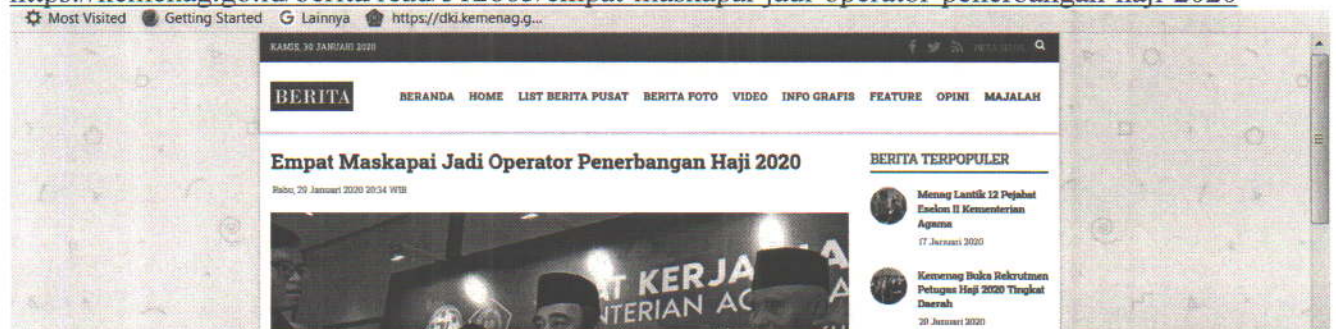 Most Visited Getting Started Lainnya https://dki.kemenag.g...
KAMIS, 30 JANUARI 2020
BERITA
BERANDA HOME LIST BERITA PUSAT BERITA FOTO VIDEO INFO GRAFIS FEATURE OPINI MAJALAH
Empat Maskapai Jadi Operator Penerbangan Haji 2020
Rabu, 29 Januari 2020 20:34 WIB
KERJA
TERIAN AG
BERITA TERPOPULER
Menag Lantik 12 Pejabat
Eselon II Kementerian
Agama
17 Januari 2020
Kemenag Buka Rekrutmen
Petugas Haji 2020 Tingkat
Daerah
29 Januari 2020